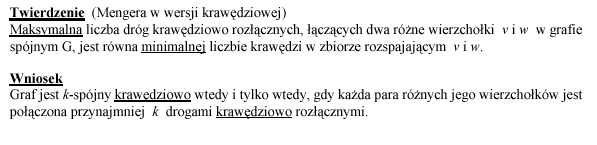 Twierdzenie (Mengera w wersji krawędziowej)
Maksymalna liczba dróg krawędziowo rozłącznych, łączących dwa różne wierzchołki v i w w grafie
spójnym G, jest równa minimalnej liczbie krawędzi w zbiorze rozspajającym v i w.
Wniosek
Graf jest k-spójny krawedziowo wtedy i tylko wtedy, gdy każda para różnych jego wierzchołków jest
połączona przynajmniej k drogami krawędziowo rozłącznymi.